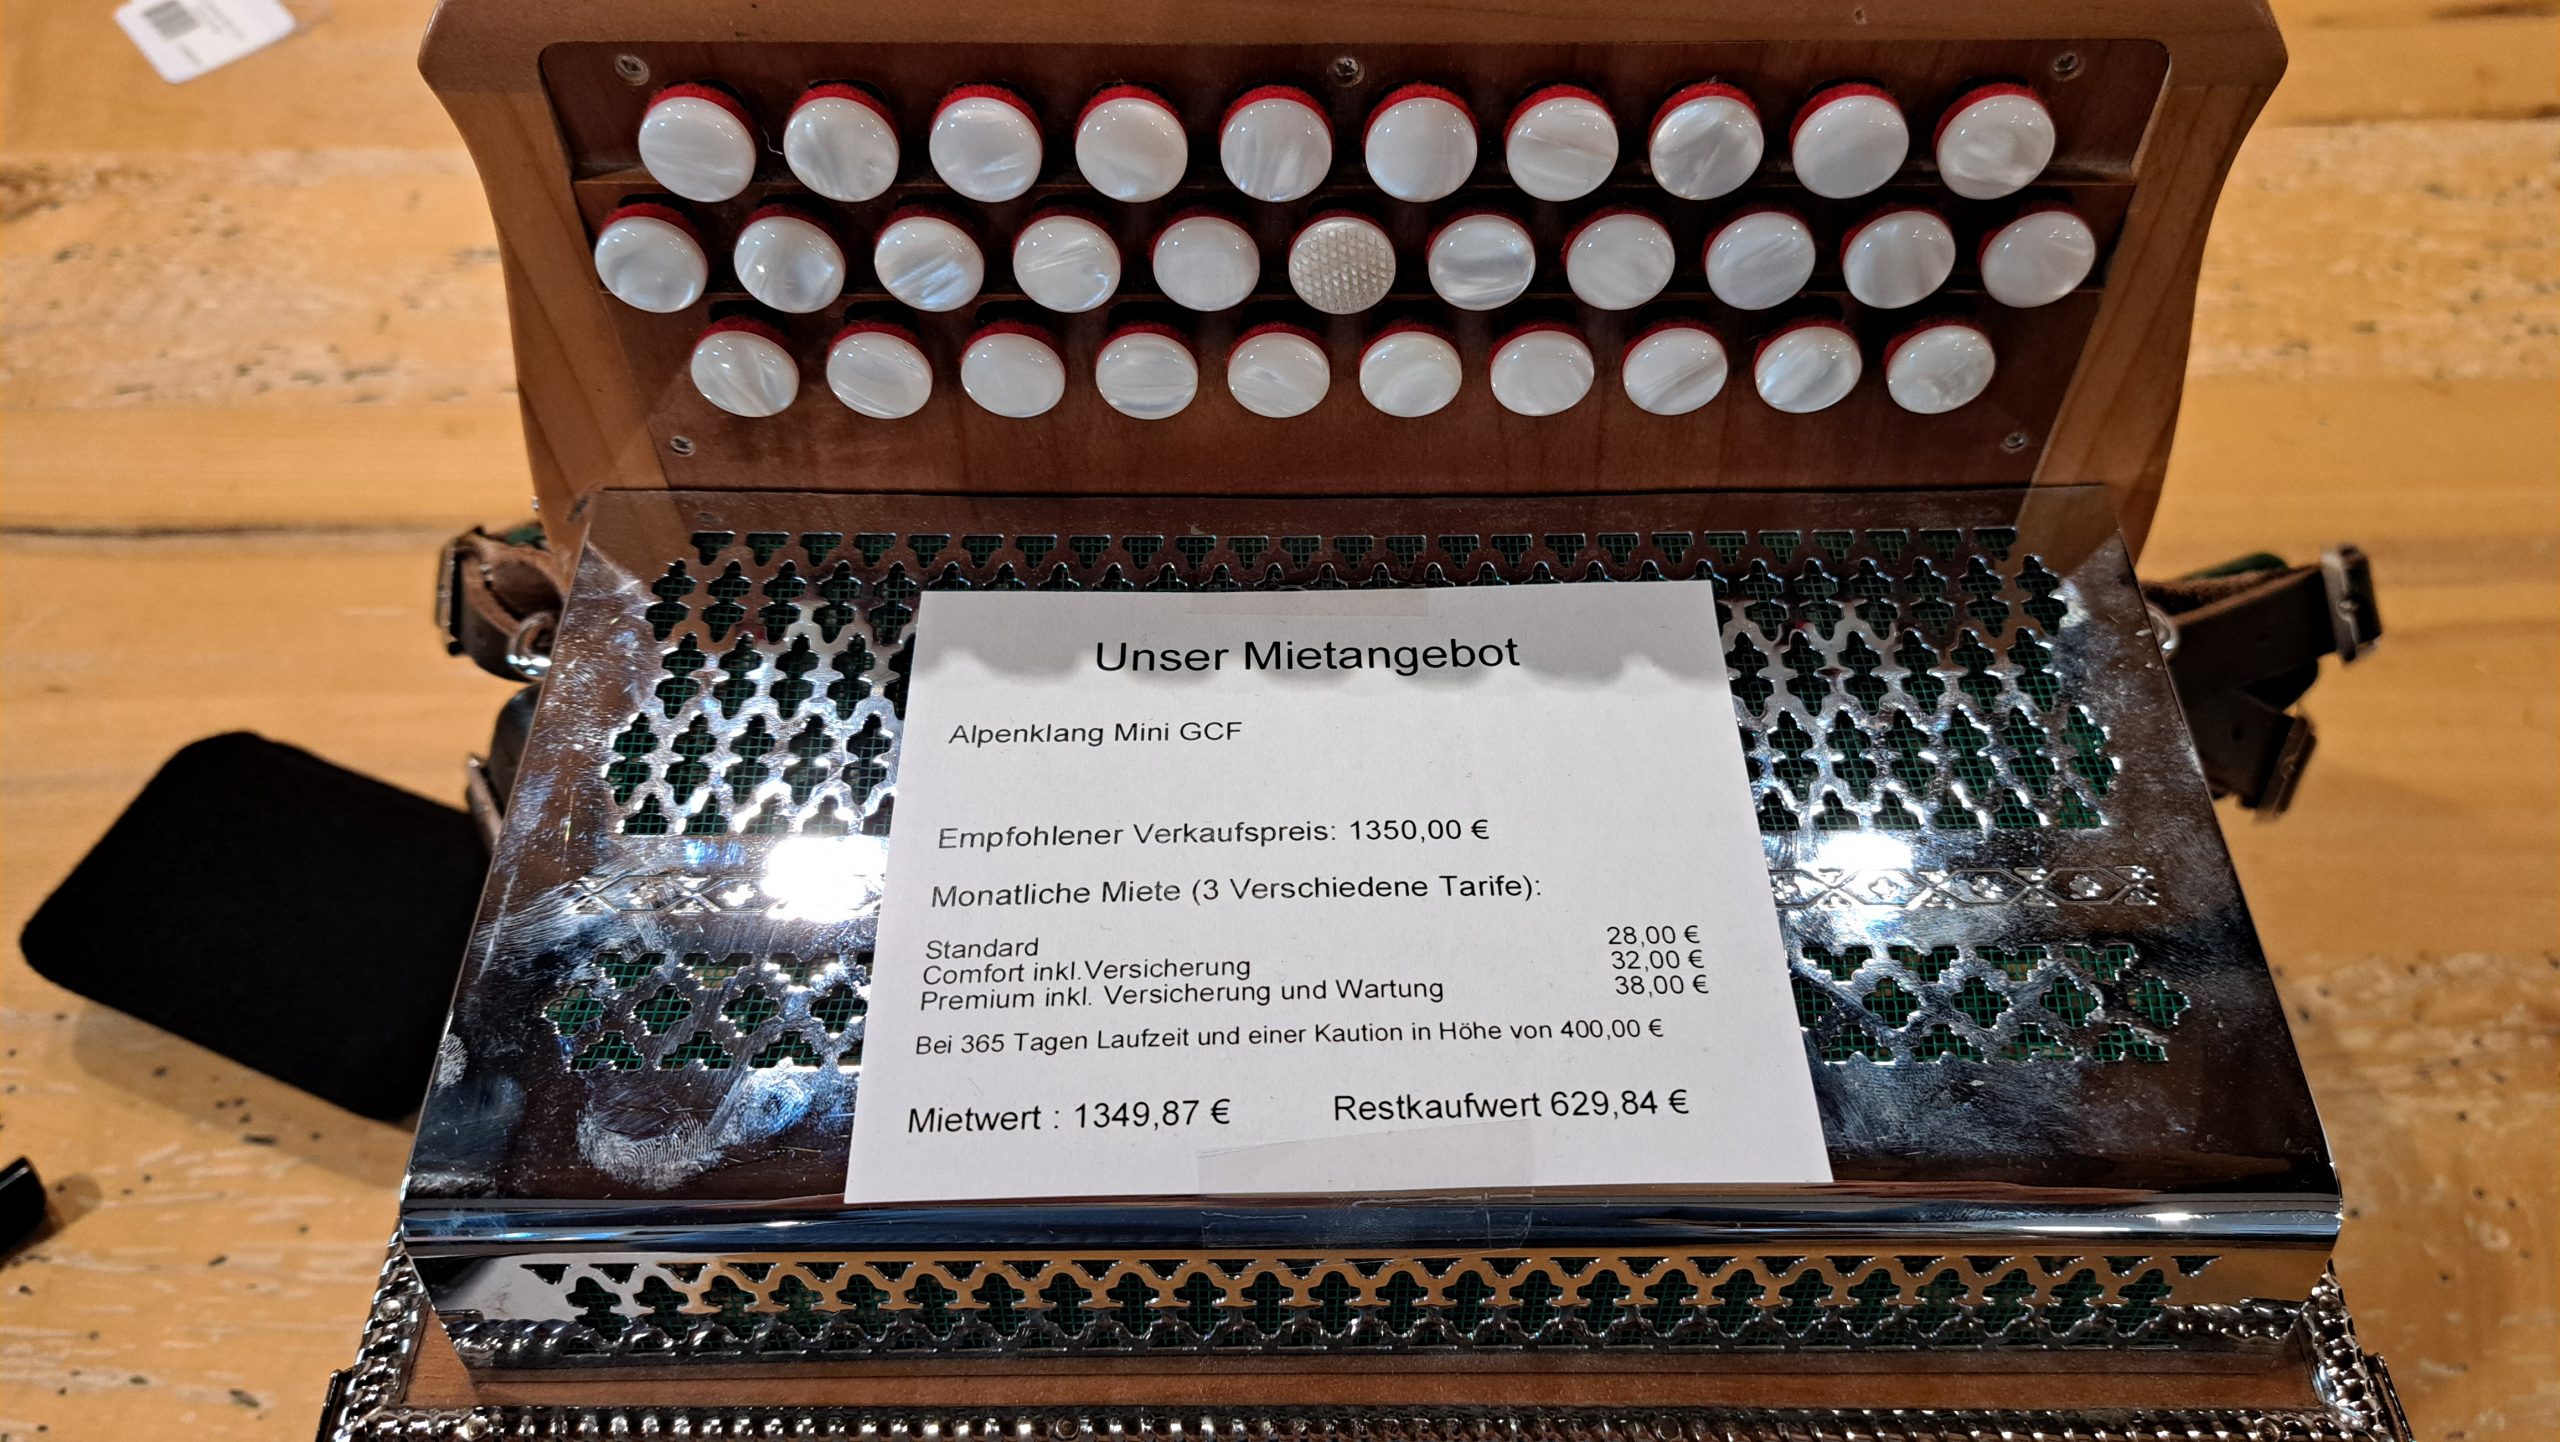 Unser Mietangebot
Alpenklang Mini GCF
Empfohlener Verkaufspreis: 1350,00 €
Monatliche Miete (3 Verschiedene Tarife):
Standard 28,00 €
Comfort inkl.Versicherung 32,00 €
Premium inkl. Versicherung und Wartung 38,00 €
Bei 365 Tagen Laufzeit und einer Kaution in Höhe von 400,00 €
Mietwert : 1349,87 € Restkaufwert 629,84 €